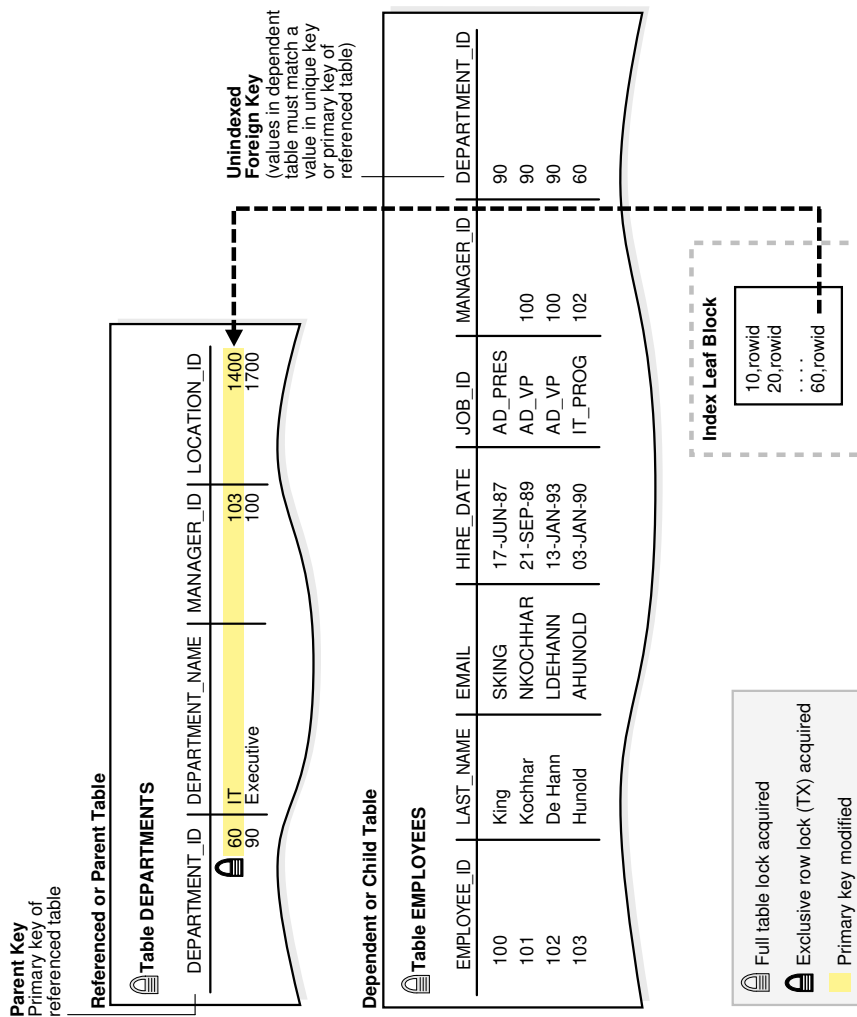 Parent Key
Primary key of
referenced table
Referenced or Parent Table
Table DEPARTMENTS
DEPARTMENT_ID DEPARTMENT_NAME MANAGER_ID LOCATION_ID
60 IT 103 1400
90 Executive 100 1700
Unindexed
Foreign Key
(values in dependent
table must match a
value in unique key
or primary key of
referenced table)
Dependent or Child Table
Table EMPLOYEES
EMPLOYEE_ID LAST_NAME EMAIL HIRE_DATE JOB_ID MANAGER_ID DEPARTMENT_ID
100 King SKING 17-JUN-87 AD_PRES 90
101 Kochhar NKOCHHAR 21-SEP-89 AD_VP 100 90
102 De Hann LDEHANN 13-JAN-93 AD_VP 100 90
103 Hunold AHUNOLD 03-JAN-90 IT_PROG 102 60
Index Leaf Block
10,rowid
20,rowid
. . . .
60,rowid
Full table lock acquired
Exclusive row lock (TX) acquired
Primary key modified